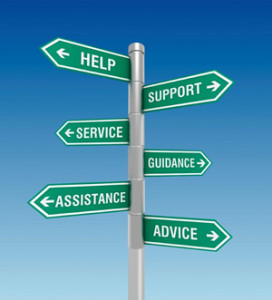 HELP
SUPPORT
SERVICE
GUIDANCE
ASSISTANCE
ADVICE